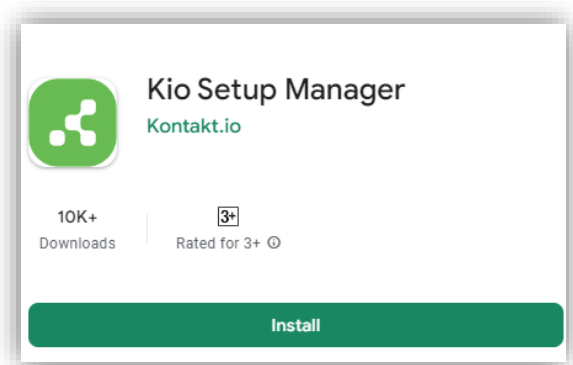 Kio Setup Manager
Kontakt.io
10K+
Downloads
3+
Rated for 3+
Install